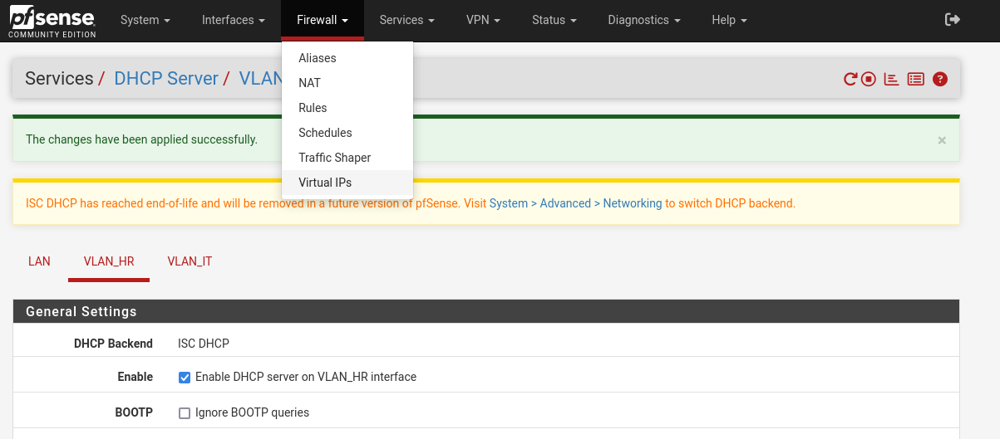 pfsense
COMMUNITY EDITION
System
Interfaces
Firewall
Services
VPN
Status
Diagnostics
Help
Aliases
NAT
Rules
Schedules
Traffic Shaper
Virtual IPs
Services / DHCP Server / VLAN
The changes have been applied successfully.
×
ISC DHCP has reached end-of-life and will be removed in a future version of pfSense. Visit System > Advanced > Networking to switch DHCP backend.
LAN
VLAN_HR
VLAN_IT
General Settings
DHCP Backend ISC DHCP
Enable Enable DHCP server on VLAN_HR interface
BOOTP Ignore BOOTP queries